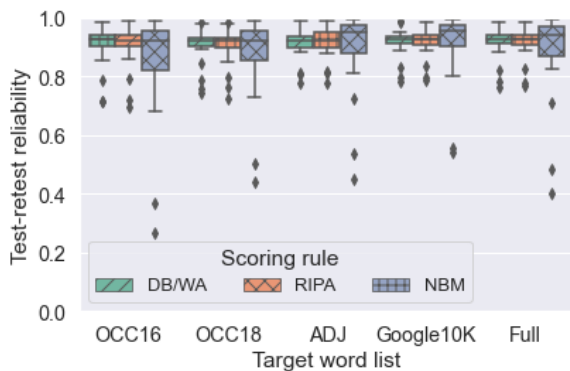 Test-retest reliability
1.0
0.8
0.6
0.4
0.2
0.0
Scoring rule
DB/WA RIPA NBM
OCC16 OCC18 ADJ Google10K Full
Target word list